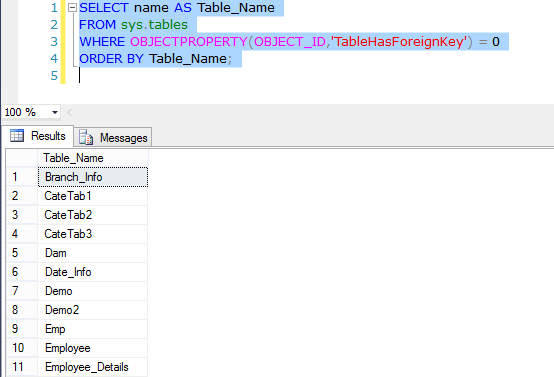 1 SELECT name AS Table_Name
2 FROM sys.tables
3 WHERE OBJECTPROPERTY(OBJECT_ID,'TableHasForeignKey') = 0
4 ORDER BY Table_Name;
5
100 %
Results Messages
Table_Name
1 Branch_Info
2 CateTab1
3 CateTab2
4 CateTab3
5 Dam
6 Date_Info
7 Demo
8 Demo2
9 Emp
10 Employee
11 Employee_Details